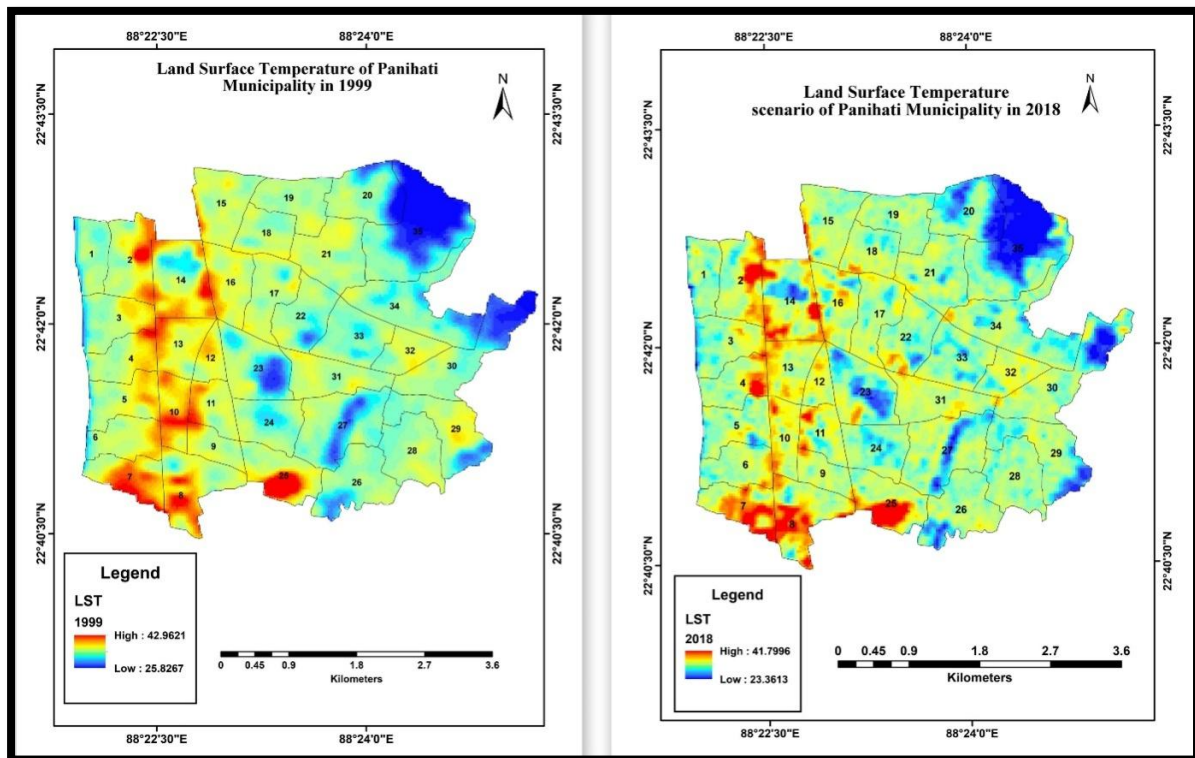 88°22'30"E 88°24'0"E
Land Surface Temperature of Panihati
Municipality in 1999
N
22°43'30"N 22°43'30"N
20
19
15
35
18
21
1
2
14
16
17
34
22
3
33
13
32
12
4
30
23
31
5
11
10
24
27
29
6
9
28
7
25
26
8
22°42'0"N 22°42'0"N
22°40'30"N 22°40'30"N
Legend
LST
1999
High : 42.9621
Low : 25.8267
0 0.45 0.9 1.8 2.7 3.6
Kilometers
88°22'30"E 88°24'0"E
88°22'30"E 88°24'0"E
Land Surface Temperature
scenario of Panihati Municipality in 2018
N
22°43'30"N 22°43'30"N
20
19
15
35
18
21
1
2
14
16
17
34
22
3
33
13
32
12
4
30
23
31
5
11
10
24
27
29
6
9
28
7
25
26
8
22°42'0"N 22°42'0"N
22°40'30"N 22°40'30"N
Legend
LST
2018
High : 41.7996
Low : 23.3613
0 0.45 0.9 1.8 2.7 3.6
Kilometers
88°22'30"E 88°24'0"E